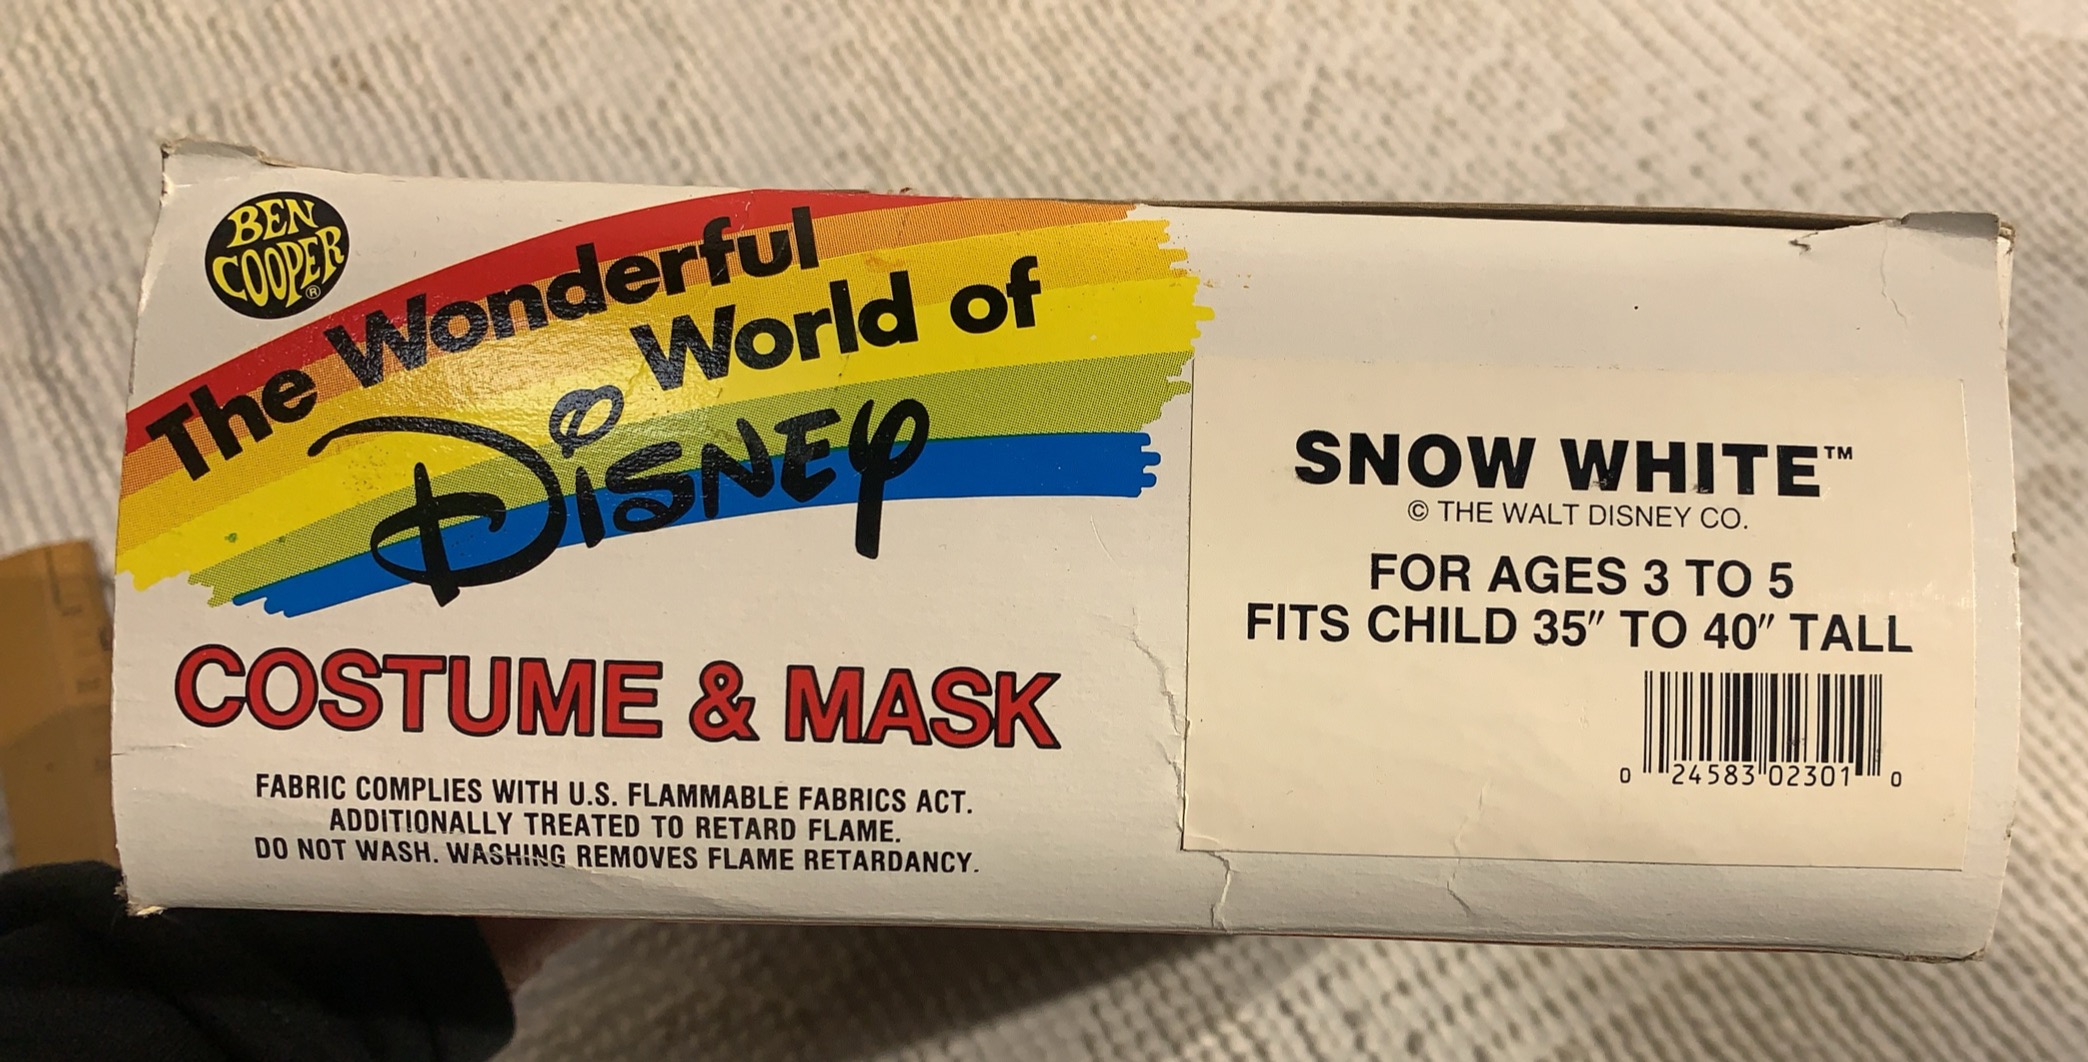 BEN
COOPER®
The Wonderful
World of
Disney
COSTUME & MASK
FABRIC COMPLIES WITH U.S. FLAMMABLE FABRICS ACT.
ADDITIONALLY TREATED TO RETARD FLAME.
DO NOT WASH. WASHING REMOVES FLAME RETARDANCY.
SNOW WHITE™
© THE WALT DISNEY CO.
FOR AGES 3 TO 5
FITS CHILD 35″ TO 40″ TALL
0 24583 02301 0